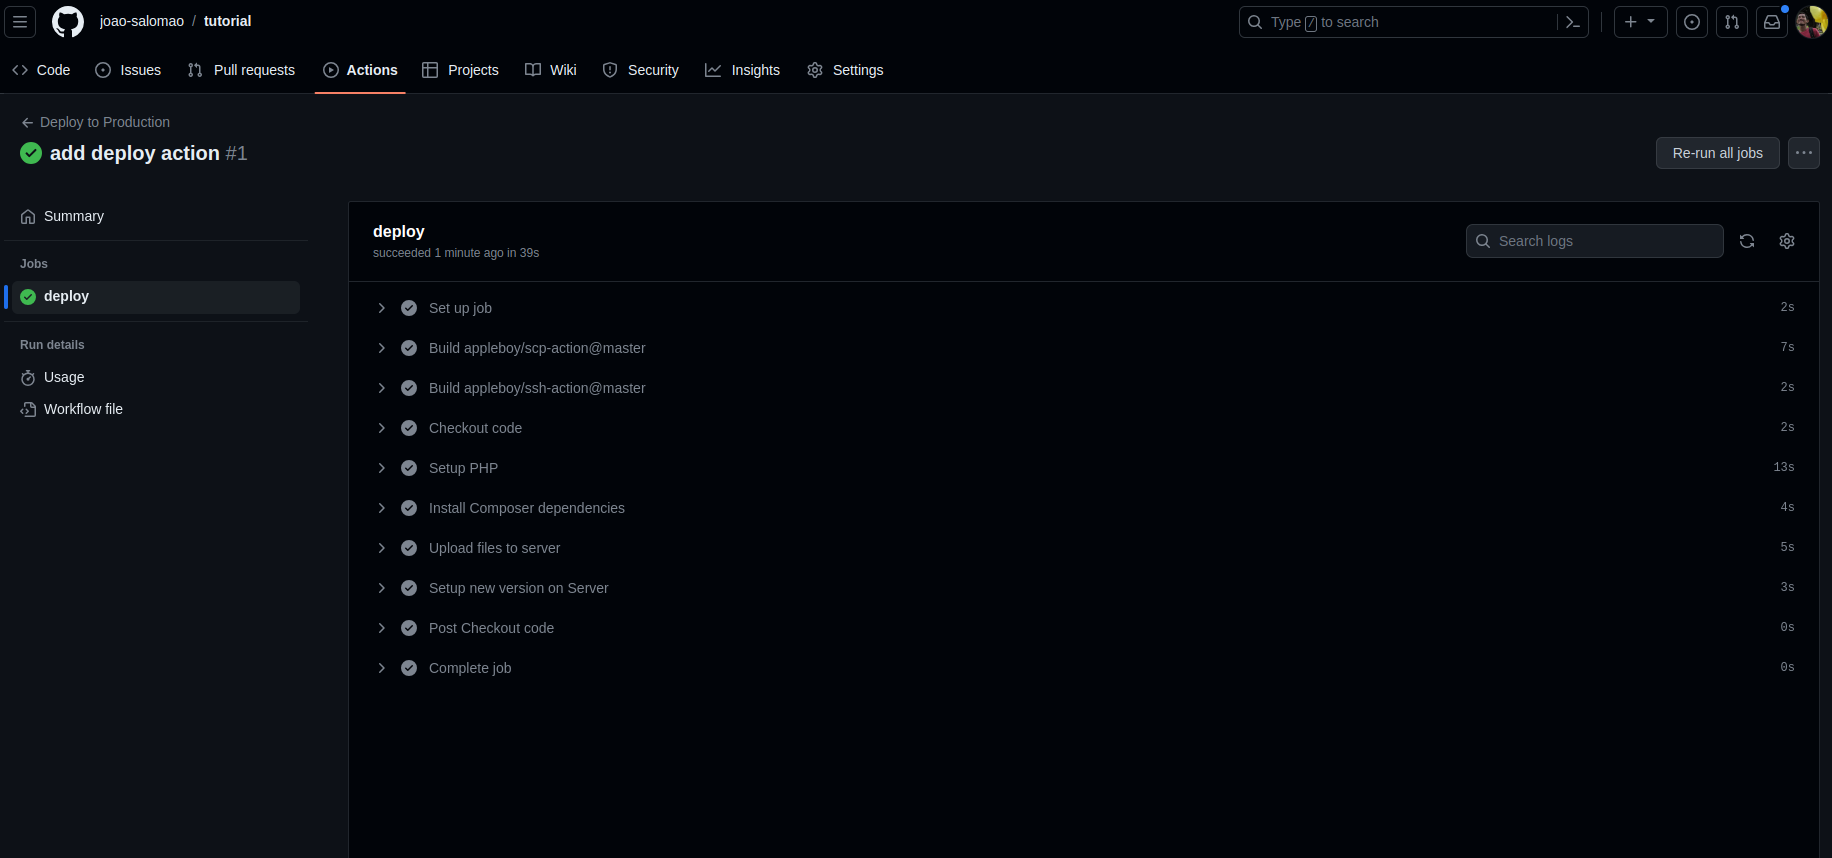 joao-salomao / tutorial
Type / to search
Code
Issues
Pull requests
Actions
Projects
Wiki
Security
Insights
Settings
Deploy to Production
add deploy action #1
Re-run all jobs
Summary
Jobs
deploy
Run details
Usage
Workflow file
deploy
succeeded 1 minute ago in 39s
Search logs
Set up job 2s
Build appleboy/scp-action@master 7s
Build appleboy/ssh-action@master 2s
Checkout code 2s
Setup PHP 13s
Install Composer dependencies 4s
Upload files to server 5s
Setup new version on Server 3s
Post Checkout code 0s
Complete job 0s